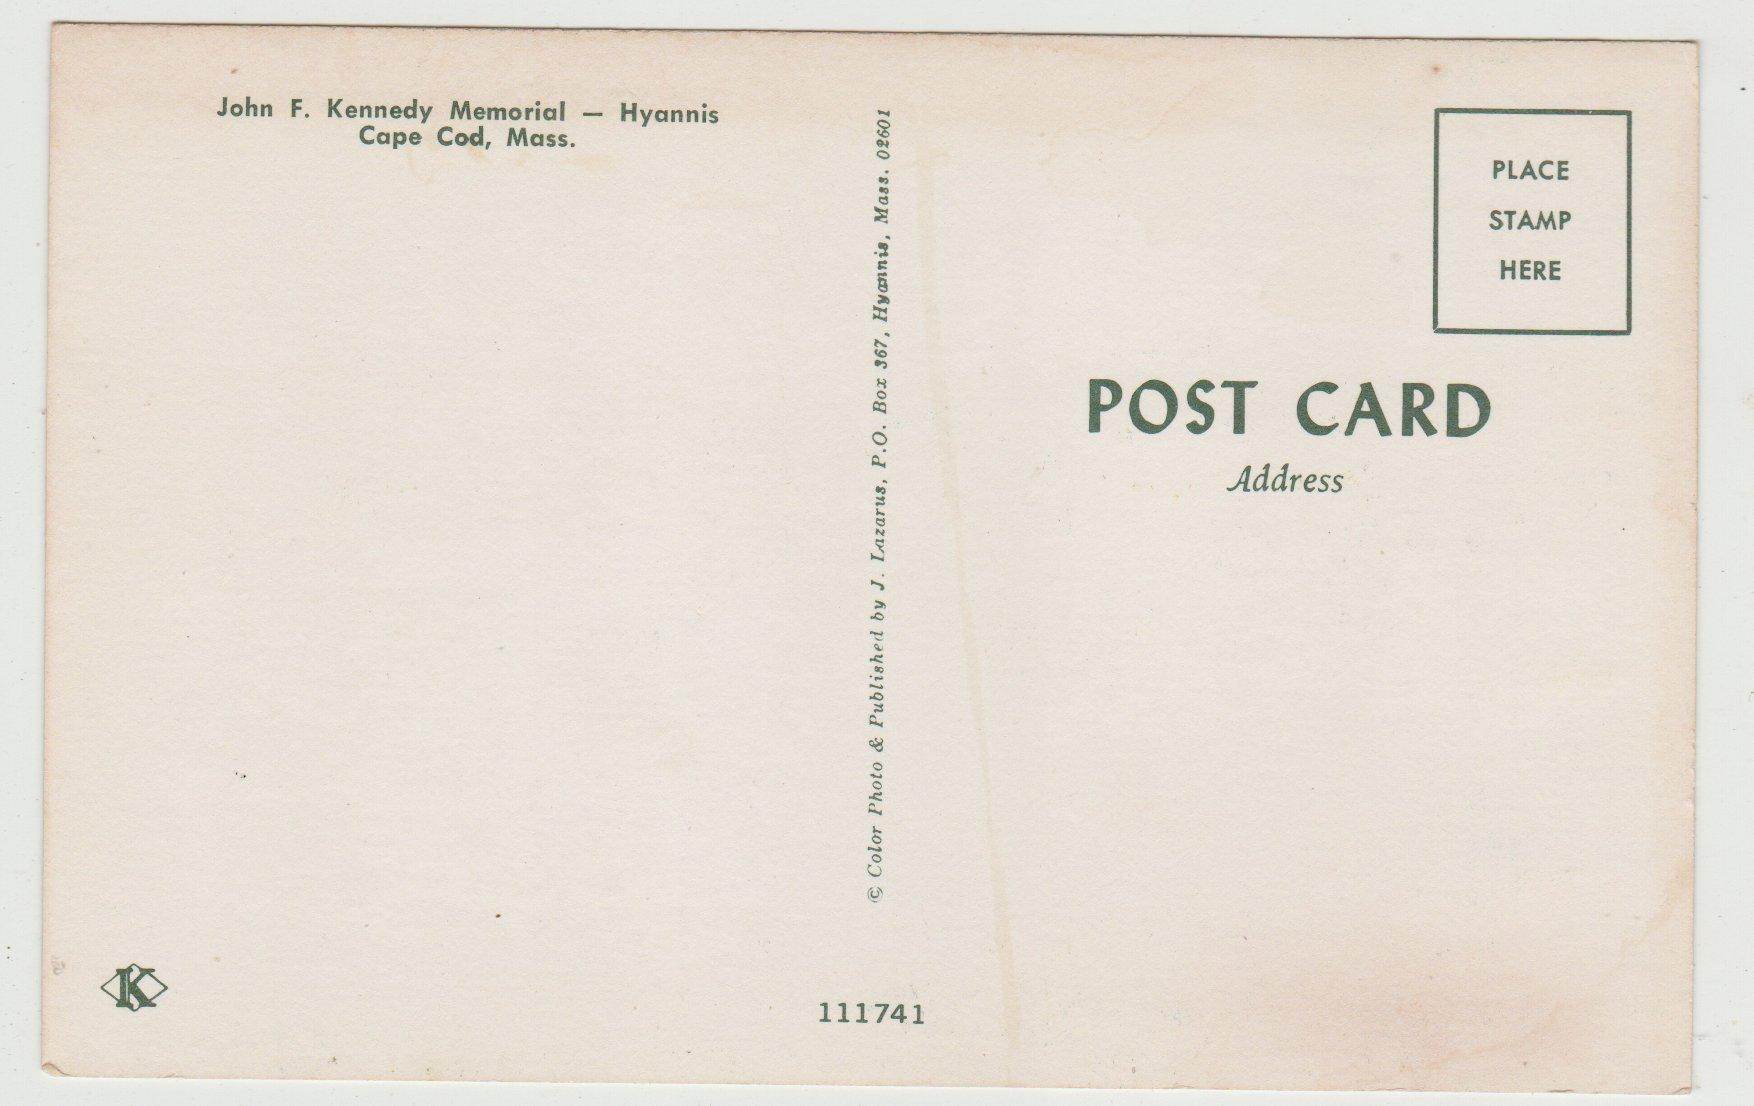 John F. Kennedy Memorial — Hyannis
Cape Cod, Mass.
© Color Photo & Published by J. Lazarus, P.O. Box 367, Hyannis, Mass. 02601
PLACE
STAMP
HERE
POST CARD
Address
K
111741